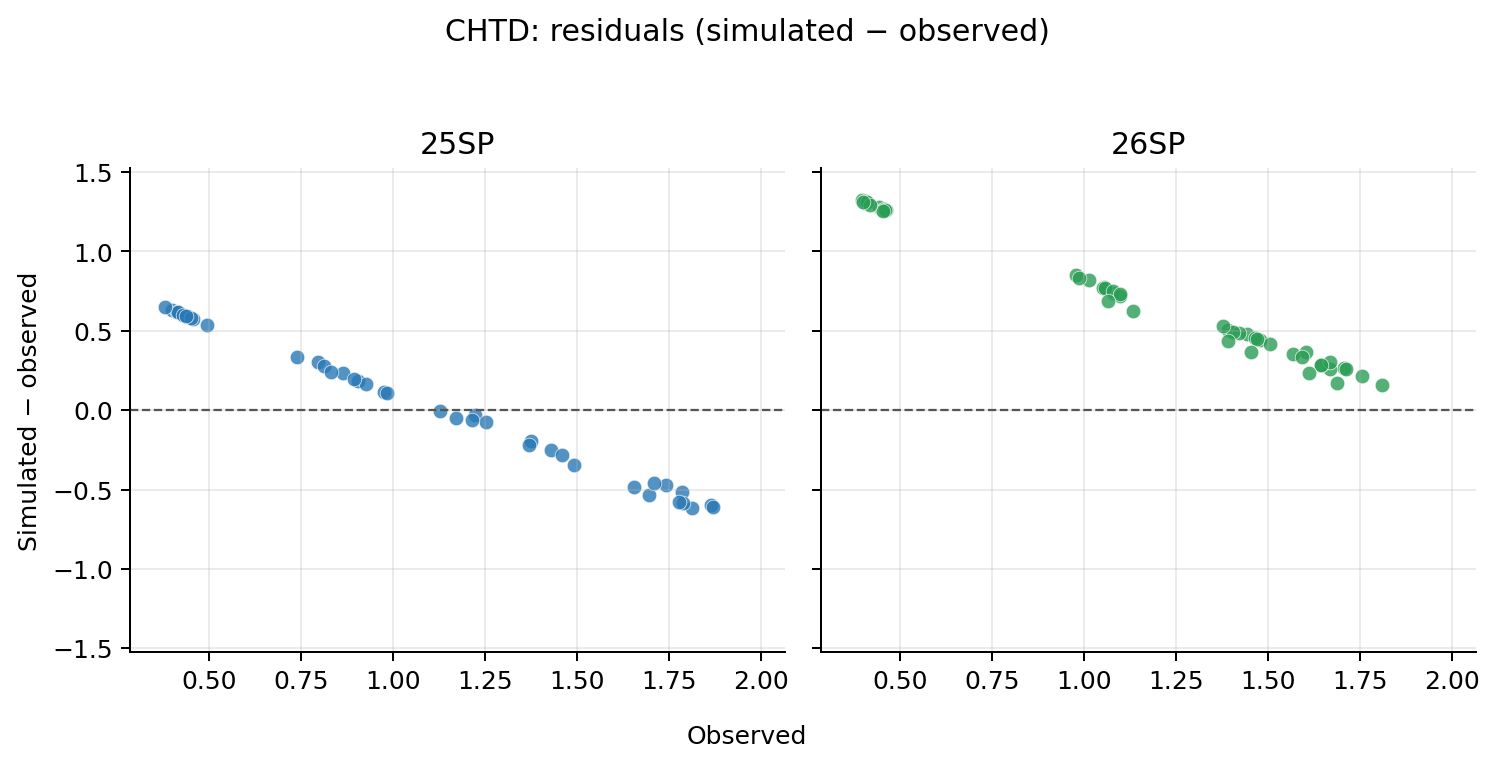 CHTD: residuals (simulated − observed)
25SP
26SP
Simulated − observed
1.5
1.0
0.5
0.0
−0.5
−1.0
−1.5
0.50 0.75 1.00 1.25 1.50 1.75 2.00
0.50 0.75 1.00 1.25 1.50 1.75 2.00
Observed